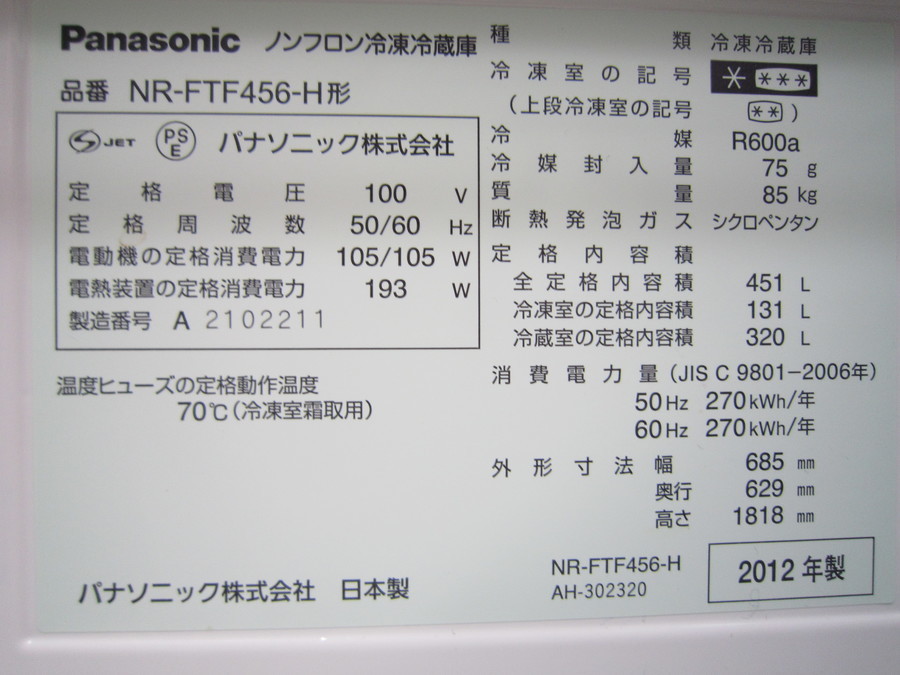 Panasonic ノンフロン冷凍冷蔵庫
品番 NR-FTF456-H形
JET PSE パナソニック株式会社
定格電圧 100 V
定格周波数 50/60 Hz
電動機の定格消費電力 105/105 W
電熱装置の定格消費電力 193 W
製造番号 A 2102211
温度ヒューズの定格動作温度
70℃(冷凍室霜取用)
パナソニック株式会社 日本製
種類 冷凍冷蔵庫
冷凍室の記号 * ***
(上段冷凍室の記号 ** )
冷媒 R600a
冷媒封入量 75 g
質量 85 kg
断熱発泡ガス シクロペンタン
定格内容積
全定格内容積 451 L
冷凍室の定格内容積 131 L
冷蔵室の定格内容積 320 L
消費電力量(JIS C 9801-2006年)
50Hz 270kWh/年
60Hz 270kWh/年
外形寸法幅 685 mm
奥行 629 mm
高さ 1818 mm
NR-FTF456-H
AH-302320
2012年製